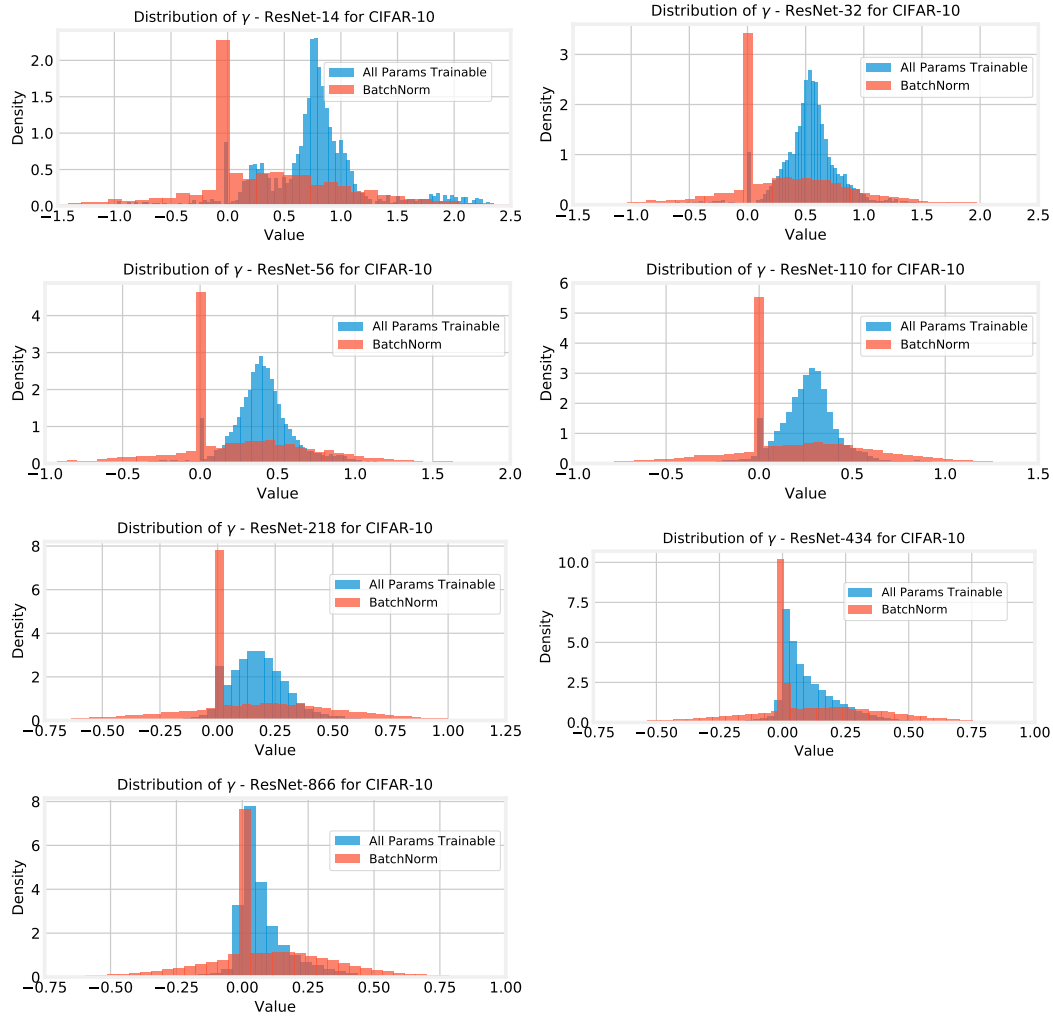 Distribution of γ - ResNet-14 for CIFAR-10
Density
2.0
1.5
1.0
0.5
0.0
All Params Trainable
BatchNorm
−1.5 −1.0 −0.5 0.0 0.5 1.0 1.5 2.0 2.5
Value
Distribution of γ - ResNet-32 for CIFAR-10
Density
3
2
1
0
All Params Trainable
BatchNorm
−1.5 −1.0 −0.5 0.0 0.5 1.0 1.5 2.0 2.5
Value
Distribution of γ - ResNet-56 for CIFAR-10
Density
4
3
2
1
0
All Params Trainable
BatchNorm
−1.0 −0.5 0.0 0.5 1.0 1.5 2.0
Value
Distribution of γ - ResNet-110 for CIFAR-10
Density
6
5
4
3
2
1
0
All Params Trainable
BatchNorm
−1.0 −0.5 0.0 0.5 1.0 1.5
Value
Distribution of γ - ResNet-218 for CIFAR-10
Density
8
6
4
2
0
All Params Trainable
BatchNorm
−0.75 −0.50 −0.25 0.00 0.25 0.50 0.75 1.00 1.25
Value
Distribution of γ - ResNet-434 for CIFAR-10
Density
10.0
7.5
5.0
2.5
0.0
All Params Trainable
BatchNorm
−0.75 −0.50 −0.25 0.00 0.25 0.50 0.75 1.00
Value
Distribution of γ - ResNet-866 for CIFAR-10
Density
8
6
4
2
0
All Params Trainable
BatchNorm
−0.75 −0.50 −0.25 0.00 0.25 0.50 0.75 1.00
Value